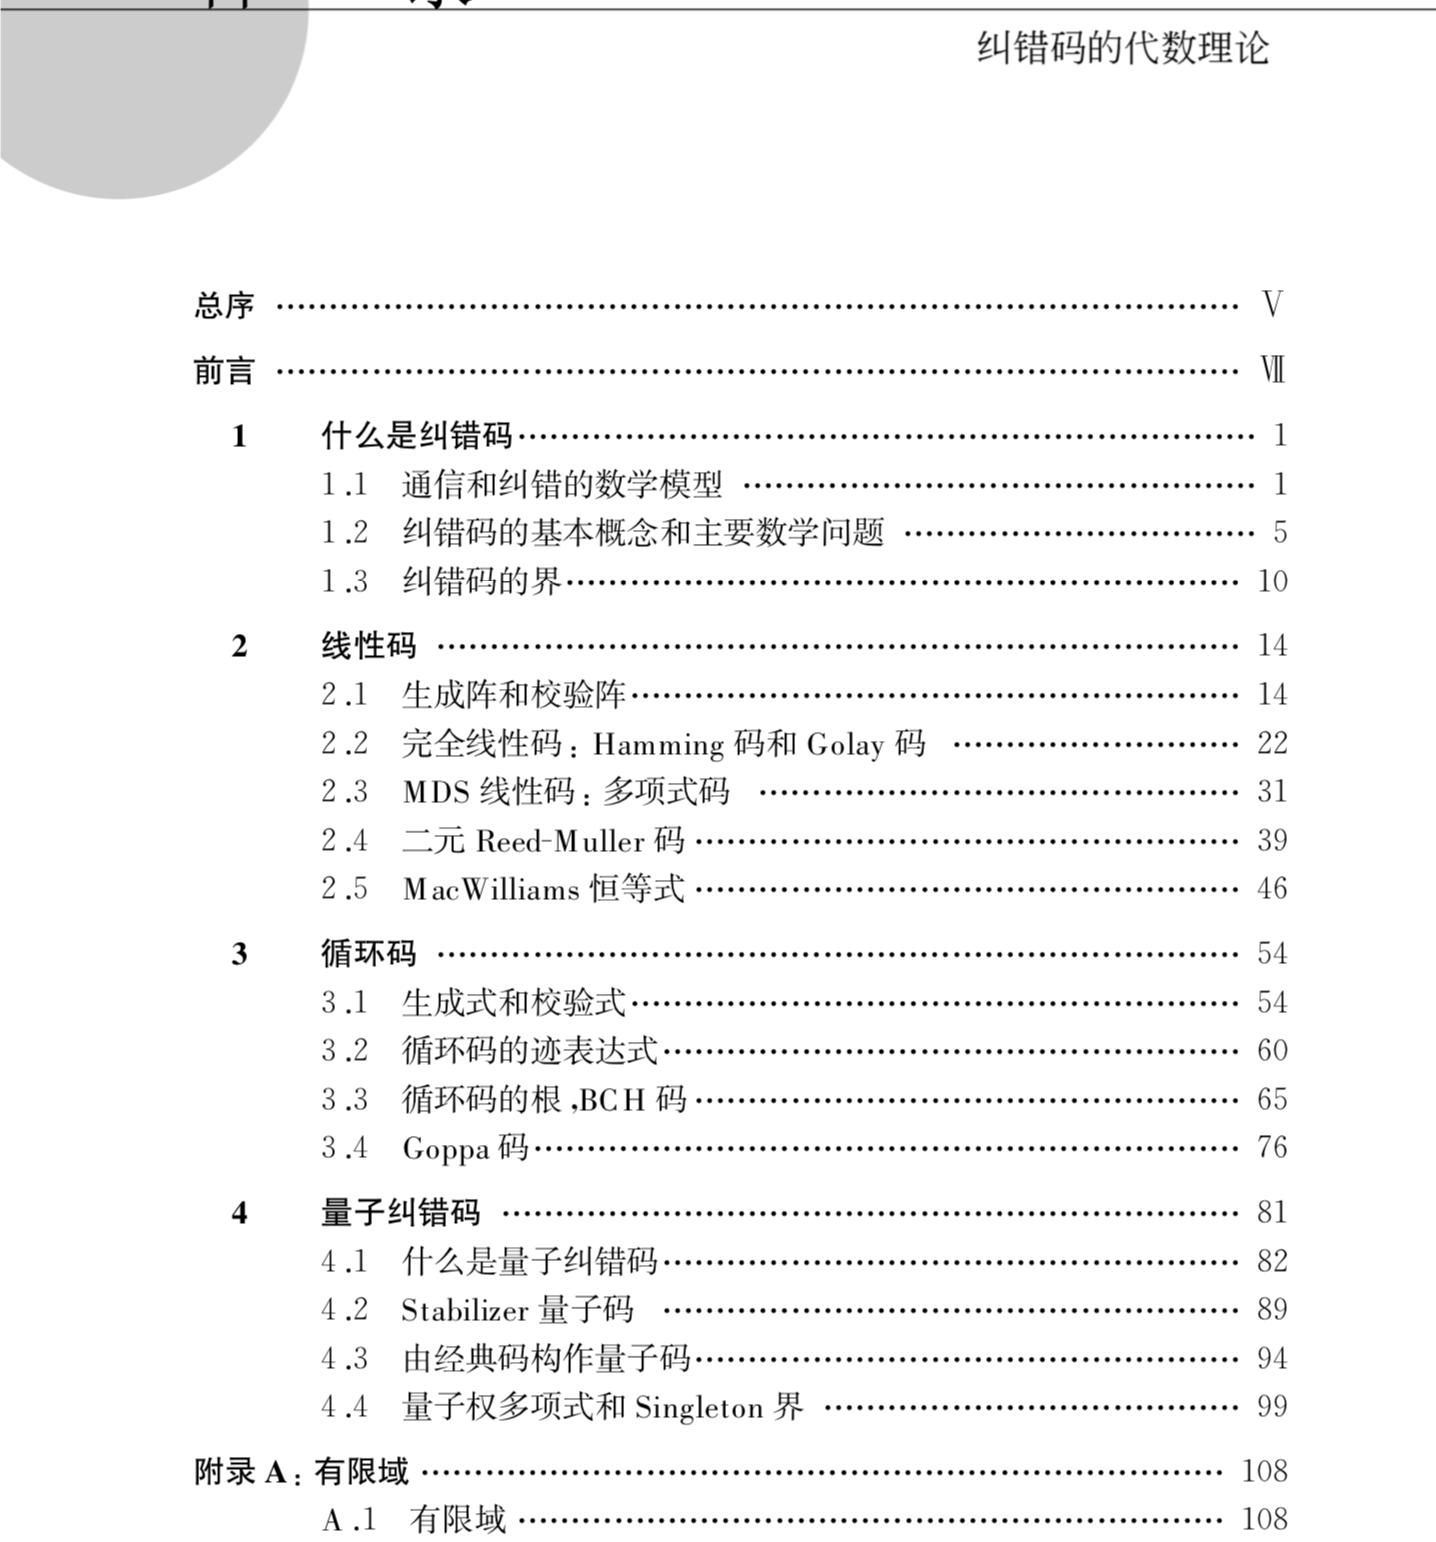 纠错码的代数理论
总序 …… Ⅴ
前言 …… Ⅶ
1 什么是纠错码 …… 1
1.1 通信和纠错的数学模型 …… 1
1.2 纠错码的基本概念和主要数学问题 …… 5
1.3 纠错码的界 …… 10
2 线性码 …… 14
2.1 生成阵和校验阵 …… 14
2.2 完全线性码：Hamming 码和 Golay 码 …… 22
2.3 MDS 线性码：多项式码 …… 31
2.4 二元 Reed-Muller 码 …… 39
2.5 MacWilliams 恒等式 …… 46
3 循环码 …… 54
3.1 生成式和校验式 …… 54
3.2 循环码的迹表达式 …… 60
3.3 循环码的根,BCH 码 …… 65
3.4 Goppa 码 …… 76
4 量子纠错码 …… 81
4.1 什么是量子纠错码 …… 82
4.2 Stabilizer 量子码 …… 89
4.3 由经典码构作量子码 …… 94
4.4 量子权多项式和 Singleton 界 …… 99
附录 A：有限域 …… 108
A.1 有限域 …… 108